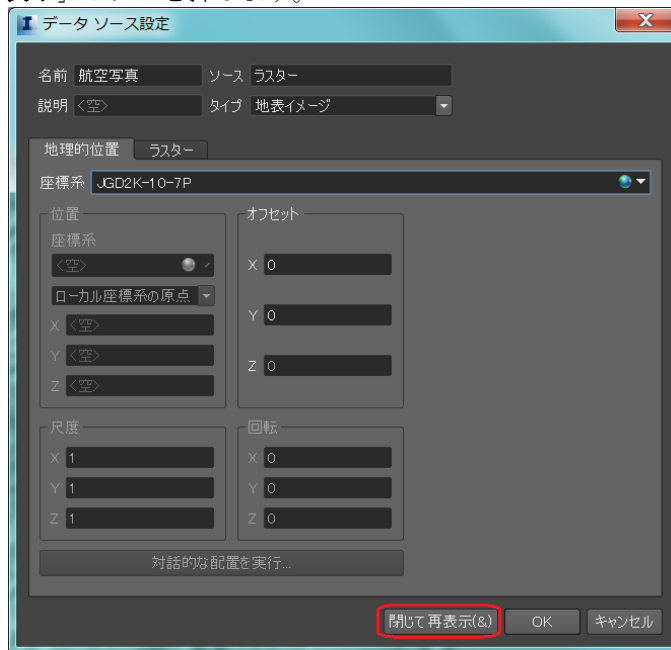 データ ソース設定
名前 航空写真 ソース ラスター
説明 <空> タイプ 地表イメージ
地理的位置 ラスター
座標系 JGD2K-10-7P
位置
座標系
<空>
ローカル座標系の原点
X <空>
Y <空>
Z <空>
オフセット
X 0
Y 0
Z 0
尺度
X 1
Y 1
Z 1
回転
X 0
Y 0
Z 0
対話的な配置を実行...
閉じて再表示(&) OK キャンセル